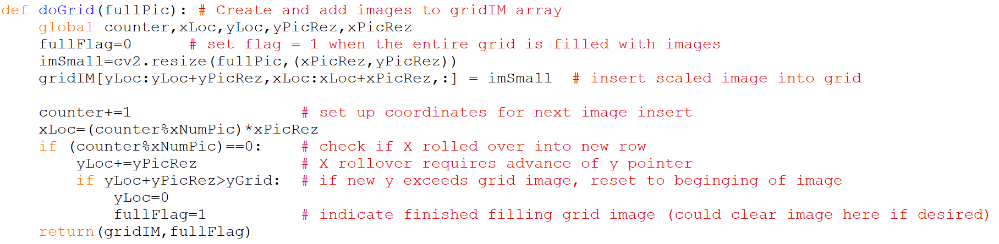 def doGrid(fullPic): # Create and add images to gridIM array
    global counter,xLoc,yLoc,yPicRez,xPicRez
    fullFlag=0      # set flag = 1 when the entire grid is filled with images
    imSmall=cv2.resize(fullPic,(xPicRez,yPicRez))
    gridIM[yLoc:yLoc+yPicRez,xLoc:xLoc+xPicRez,:] = imSmall  # insert scaled image into grid

    counter+=1                  # set up coordinates for next image insert
    xLoc=(counter%xNumPic)*xPicRez
    if (counter%xNumPic)==0:    # check if X rolled over into new row
        yLoc+=yPicRez           # X rollover requires advance of y pointer
        if yLoc+yPicRez>yGrid:  # if new y exceeds grid image, reset to beginging of image
            yLoc=0
            fullFlag=1          # indicate finished filling grid image (could clear image here if desired)
    return(gridIM,fullFlag)